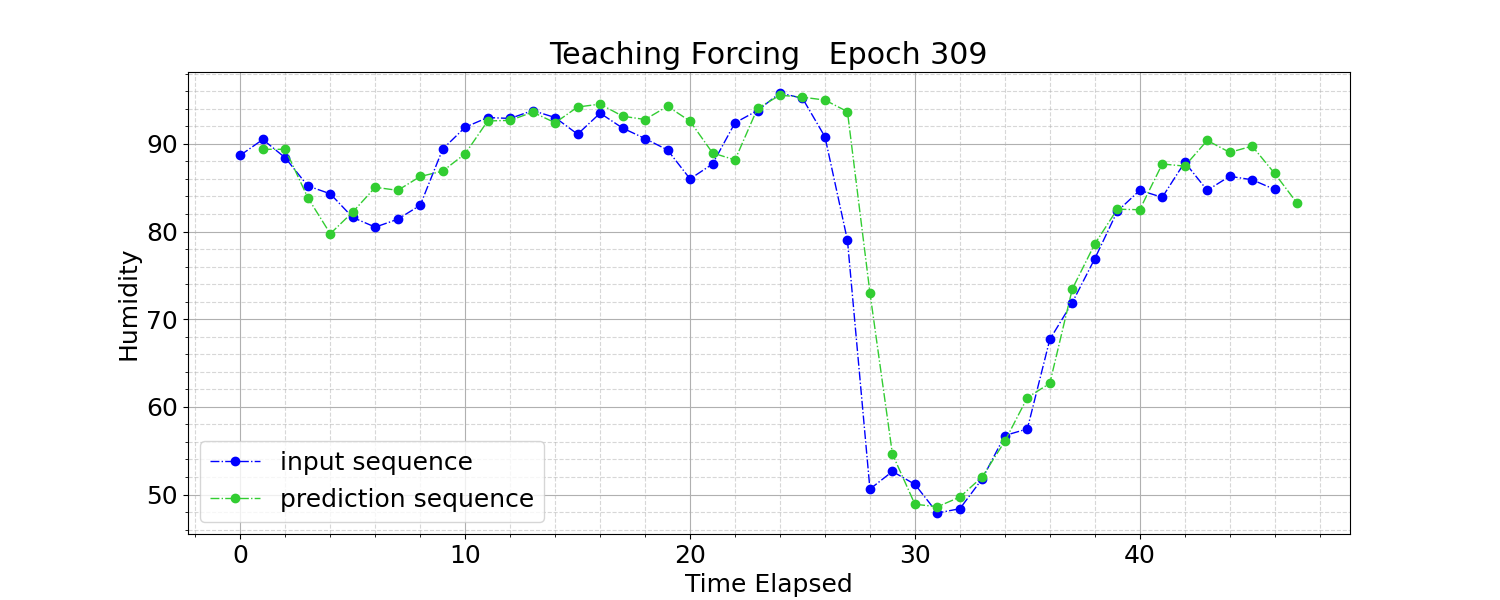 Teaching Forcing   Epoch 309
Humidity
90
80
70
60
50
input sequence
prediction sequence
0 10 20 30 40
Time Elapsed